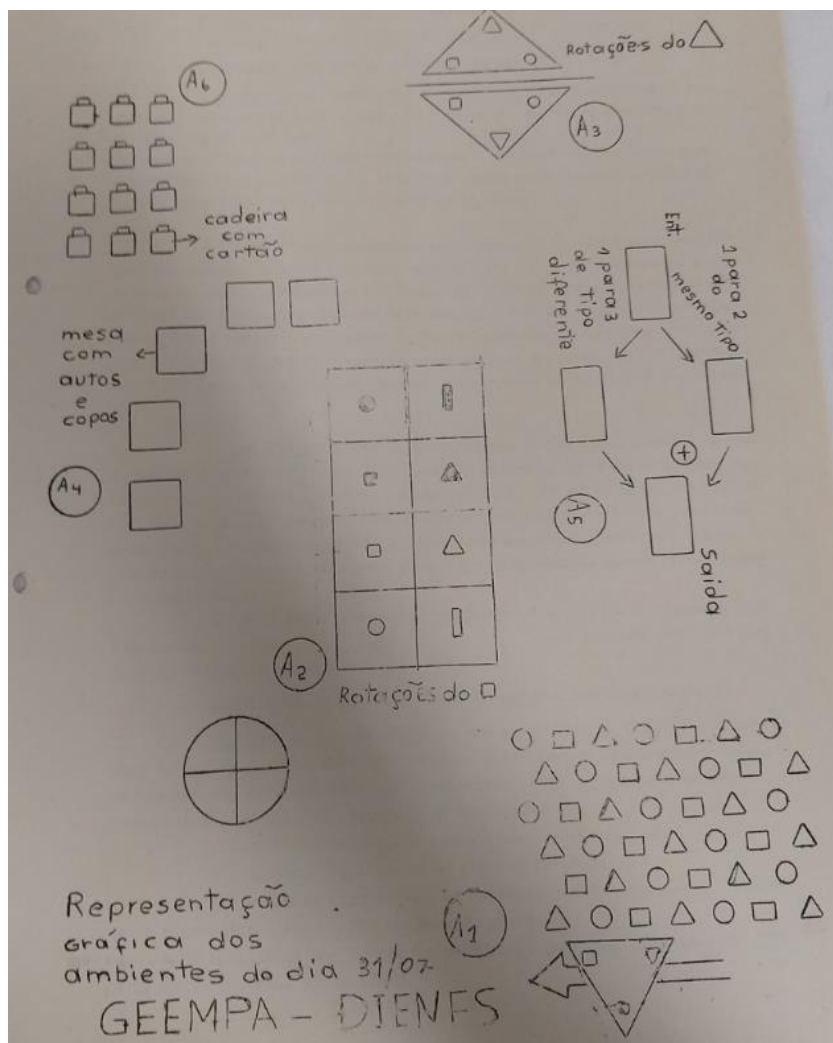 Rotações do
A3
A6
cadeira
com
cartão
Ent.
1 para 2
do
mesmo tipo
1 para 3
de tipo
diferente
+
A5
Saida
mesa
com
autos
e
copas
A4
A2
Rotações do
A1
Representação
gráfica dos
ambientes do dia 31/07
GEEMPA - DIENES